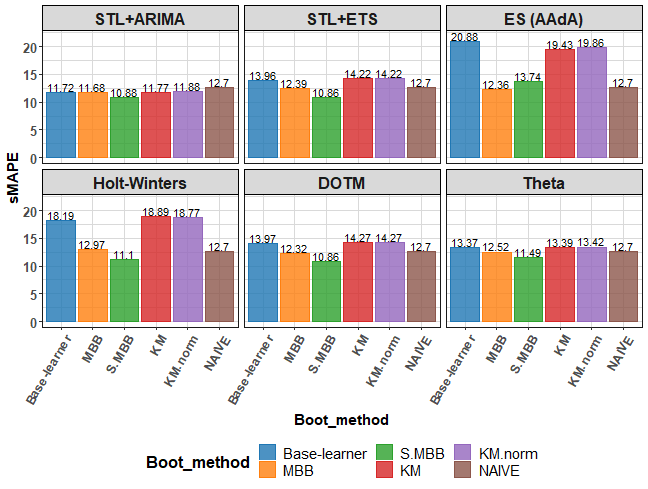 STL+ARIMA STL+ETS ES (AAdA)
20
15
10
5
0
11.72 11.68 10.88 11.77 11.88 12.7
13.96 12.39 10.86 14.22 14.22 12.7
20.88 12.36 13.74 19.43 19.86 12.7
sMAPE
Holt-Winters DOTM Theta
20
15
10
5
0
18.19 12.97 11.1 18.89 18.77 12.7
13.97 12.32 10.86 14.27 14.27 12.7
13.37 12.52 11.49 13.39 13.42 12.7
Base-learner MBB S.MBB KM KM.norm NAIVE
Base-learner MBB S.MBB KM KM.norm NAIVE
Base-learner MBB S.MBB KM KM.norm NAIVE
Boot_method
Boot_method
Base-learner S.MBB KM.norm
MBB KM NAIVE